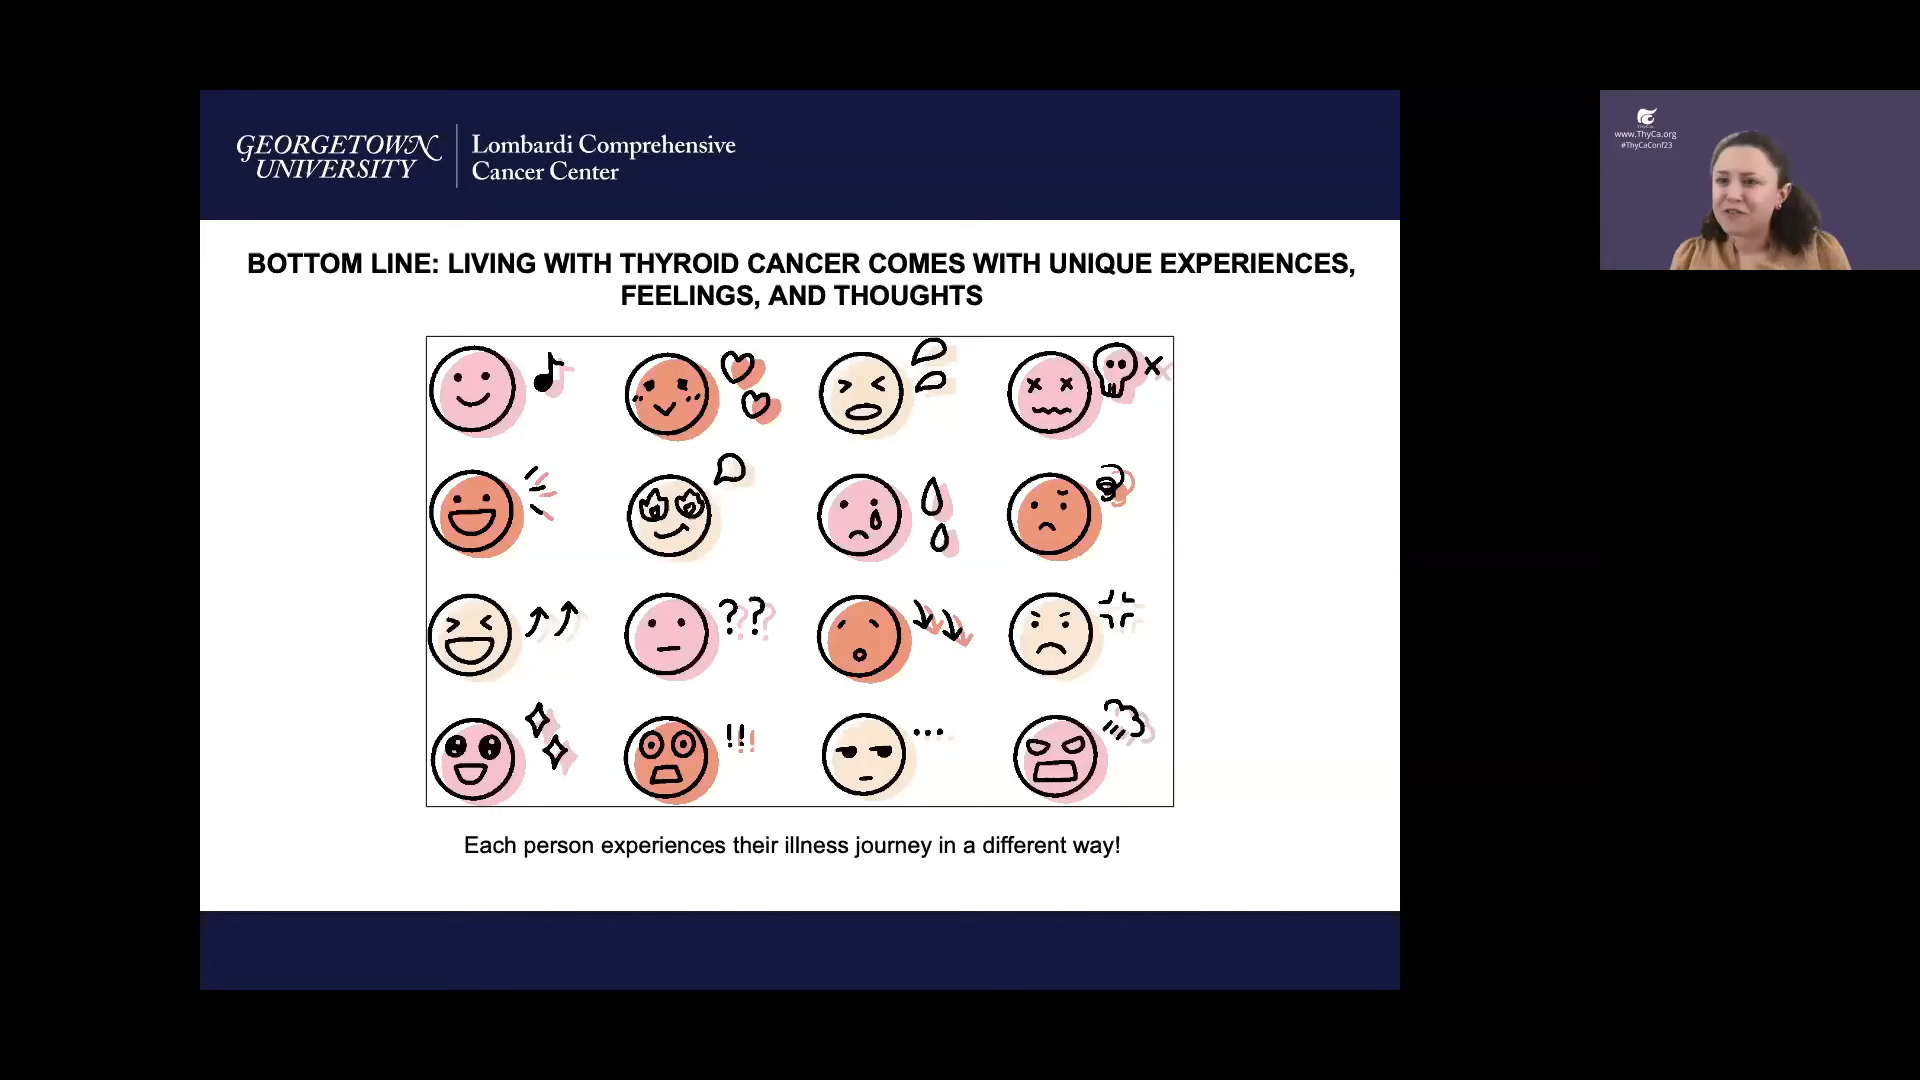 GEORGETOWN
UNIVERSITY
Lombardi Comprehensive
Cancer Center
BOTTOM LINE: LIVING WITH THYROID CANCER COMES WITH UNIQUE EXPERIENCES,
FEELINGS, AND THOUGHTS
??
!!!
...
Each person experiences their illness journey in a different way!
ThyCa
www.ThyCa.org
#ThyCaConf23